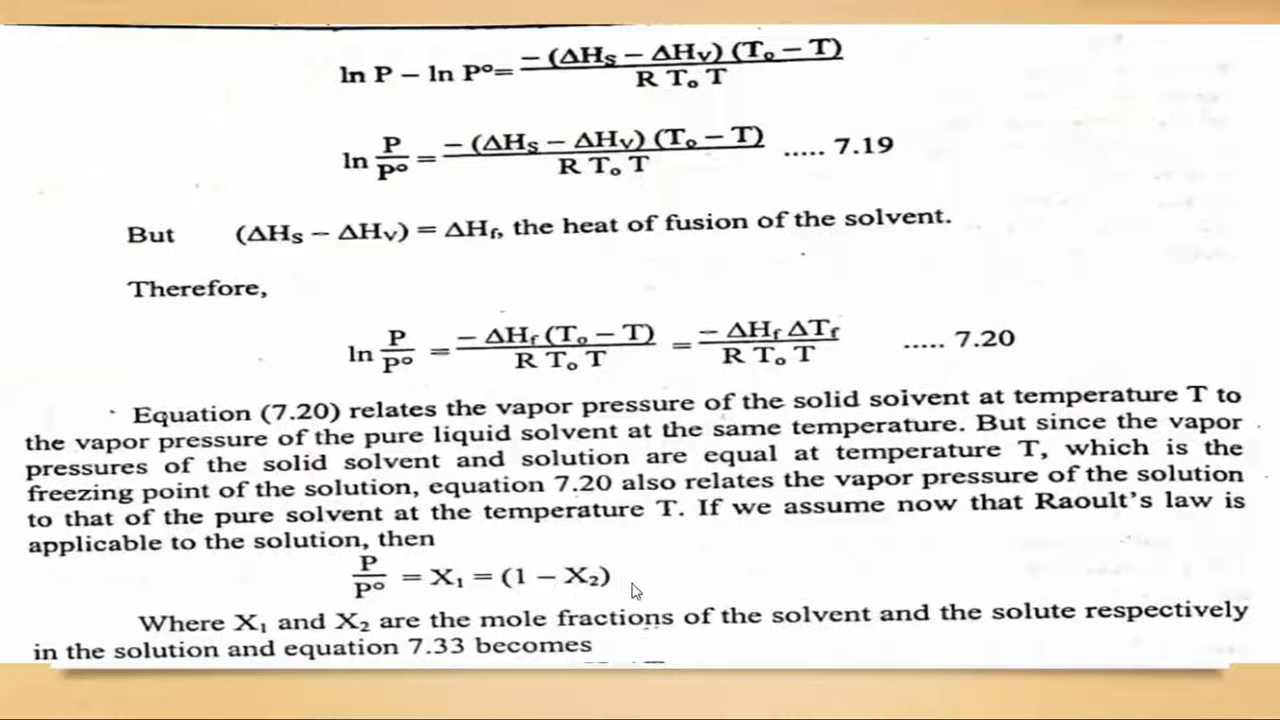 ln P – ln P° = – (ΔHs – ΔHv) (To – T) / R To T
ln P/P° = – (ΔHs – ΔHv) (To – T) / R To T ..... 7.19
But (ΔHs – ΔHv) = ΔHf, the heat of fusion of the solvent.
Therefore,
ln P/P° = – ΔHf (To – T) / R To T = – ΔHf ΔTf / R To T ..... 7.20
Equation (7.20) relates the vapor pressure of the solid solvent at temperature T to
the vapor pressure of the pure liquid solvent at the same temperature. But since the vapor
pressures of the solid solvent and solution are equal at temperature T, which is the
freezing point of the solution, equation 7.20 also relates the vapor pressure of the solution
to that of the pure solvent at the temperature T. If we assume now that Raoult's law is
applicable to the solution, then
P/P° = X₁ = (1 – X₂)
Where X₁ and X₂ are the mole fractions of the solvent and the solute respectively
in the solution and equation 7.33 becomes